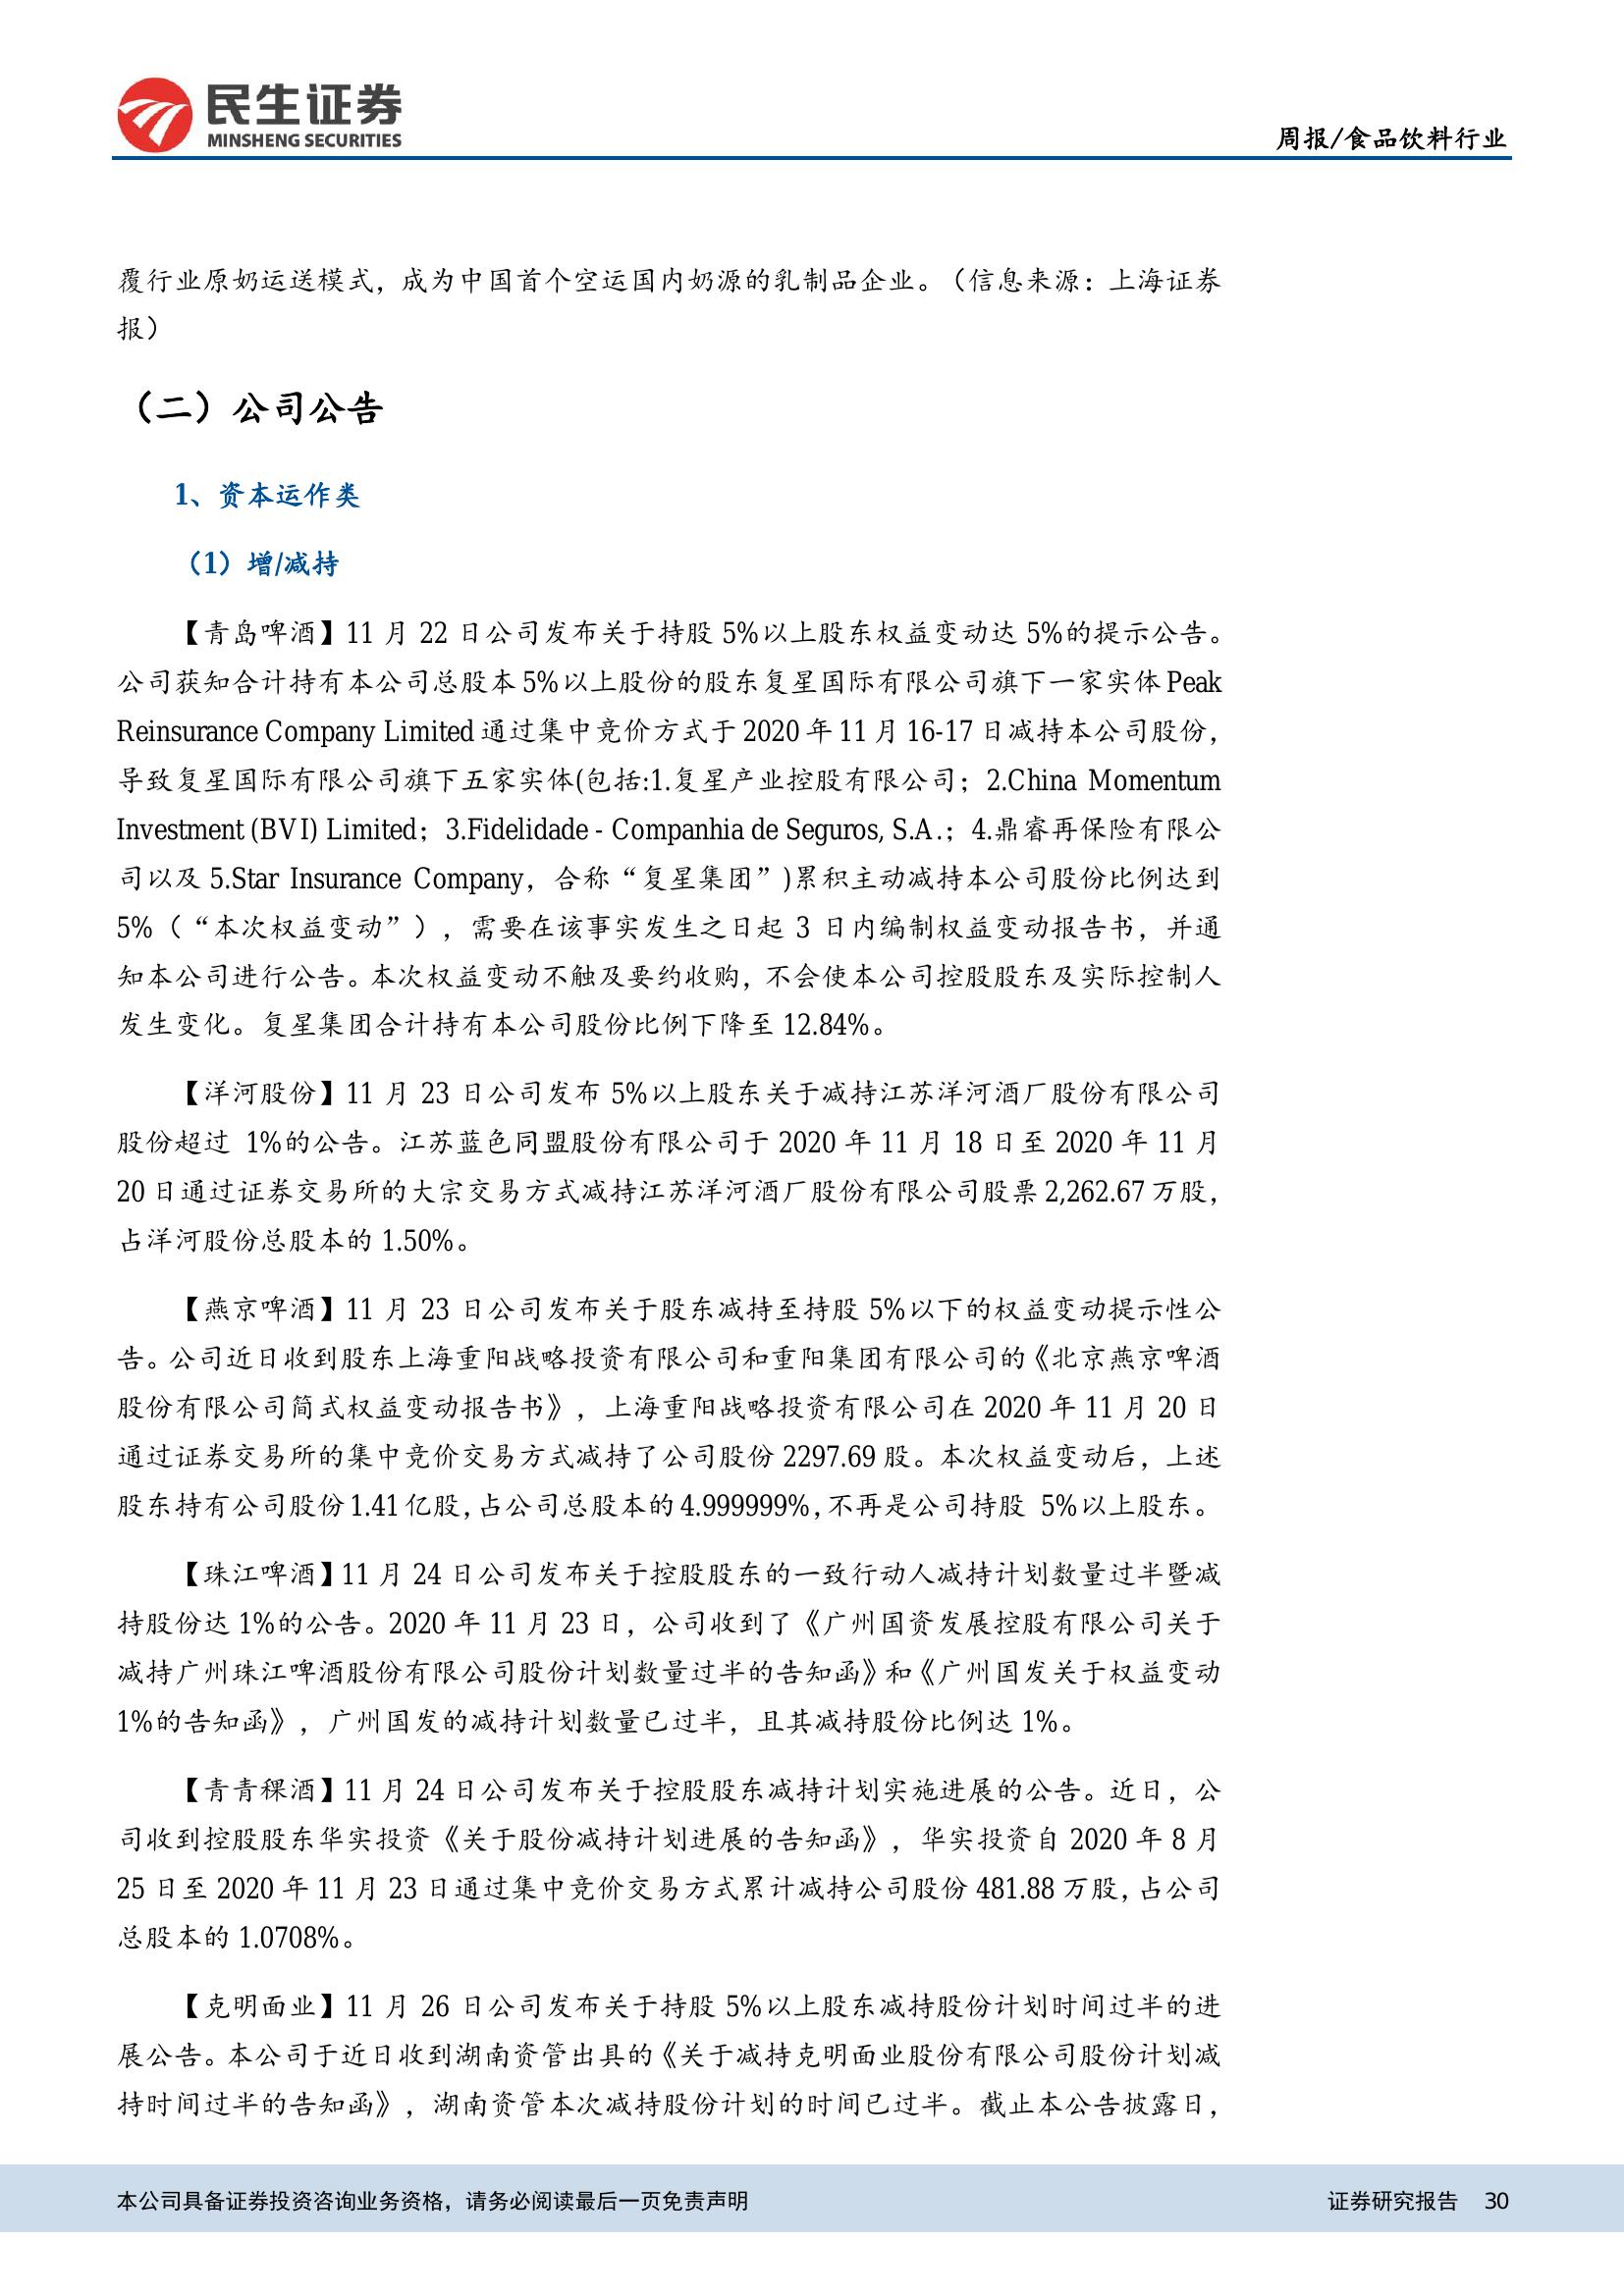 民生证券
MINSHENG SECURITIES
周报/食品饮料行业
覆行业原奶运送模式，成为中国首个空运国内奶源的乳制品企业。（信息来源：上海证券
报）
（二）公司公告
1、资本运作类
（1）增/减持
【青岛啤酒】11 月 22 日公司发布关于持股 5%以上股东权益变动达 5%的提示公告。
公司获知合计持有本公司总股本 5%以上股份的股东复星国际有限公司旗下一家实体 Peak
Reinsurance Company Limited 通过集中竞价方式于 2020 年 11 月 16-17 日减持本公司股份，
导致复星国际有限公司旗下五家实体(包括:1.复星产业控股有限公司；2.China Momentum
Investment (BVI) Limited；3.Fidelidade - Companhia de Seguros, S.A.；4.鼎睿再保险有限公
司以及 5.Star Insurance Company，合称“复星集团”)累积主动减持本公司股份比例达到
5%（“本次权益变动”），需要在该事实发生之日起 3 日内编制权益变动报告书，并通
知本公司进行公告。本次权益变动不触及要约收购，不会使本公司控股股东及实际控制人
发生变化。复星集团合计持有本公司股份比例下降至 12.84%。
【洋河股份】11 月 23 日公司发布 5%以上股东关于减持江苏洋河酒厂股份有限公司
股份超过 1%的公告。江苏蓝色同盟股份有限公司于 2020 年 11 月 18 日至 2020 年 11 月
20 日通过证券交易所的大宗交易方式减持江苏洋河酒厂股份有限公司股票 2,262.67 万股，
占洋河股份总股本的 1.50%。
【燕京啤酒】11 月 23 日公司发布关于股东减持至持股 5%以下的权益变动提示性公
告。公司近日收到股东上海重阳战略投资有限公司和重阳集团有限公司的《北京燕京啤酒
股份有限公司简式权益变动报告书》，上海重阳战略投资有限公司在 2020 年 11 月 20 日
通过证券交易所的集中竞价交易方式减持了公司股份 2297.69 股。本次权益变动后，上述
股东持有公司股份 1.41 亿股，占公司总股本的 4.999999%，不再是公司持股 5%以上股东。
【珠江啤酒】11 月 24 日公司发布关于控股股东的一致行动人减持计划数量过半暨减
持股份达 1%的公告。2020 年 11 月 23 日，公司收到了《广州国资发展控股有限公司关于
减持广州珠江啤酒股份有限公司股份计划数量过半的告知函》和《广州国发关于权益变动
1%的告知函》，广州国发的减持计划数量已过半，且其减持股份比例达 1%。
【青青稞酒】11 月 24 日公司发布关于控股股东减持计划实施进展的公告。近日，公
司收到控股股东华实投资《关于股份减持计划进展的告知函》，华实投资自 2020 年 8 月
25 日至 2020 年 11 月 23 日通过集中竞价交易方式累计减持公司股份 481.88 万股，占公司
总股本的 1.0708%。
【克明面业】11 月 26 日公司发布关于持股 5%以上股东减持股份计划时间过半的进
展公告。本公司于近日收到湖南资管出具的《关于减持克明面业股份有限公司股份计划减
持时间过半的告知函》，湖南资管本次减持股份计划的时间已过半。截止本公告披露日，
本公司具备证券投资咨询业务资格，请务必阅读最后一页免责声明
证券研究报告 30